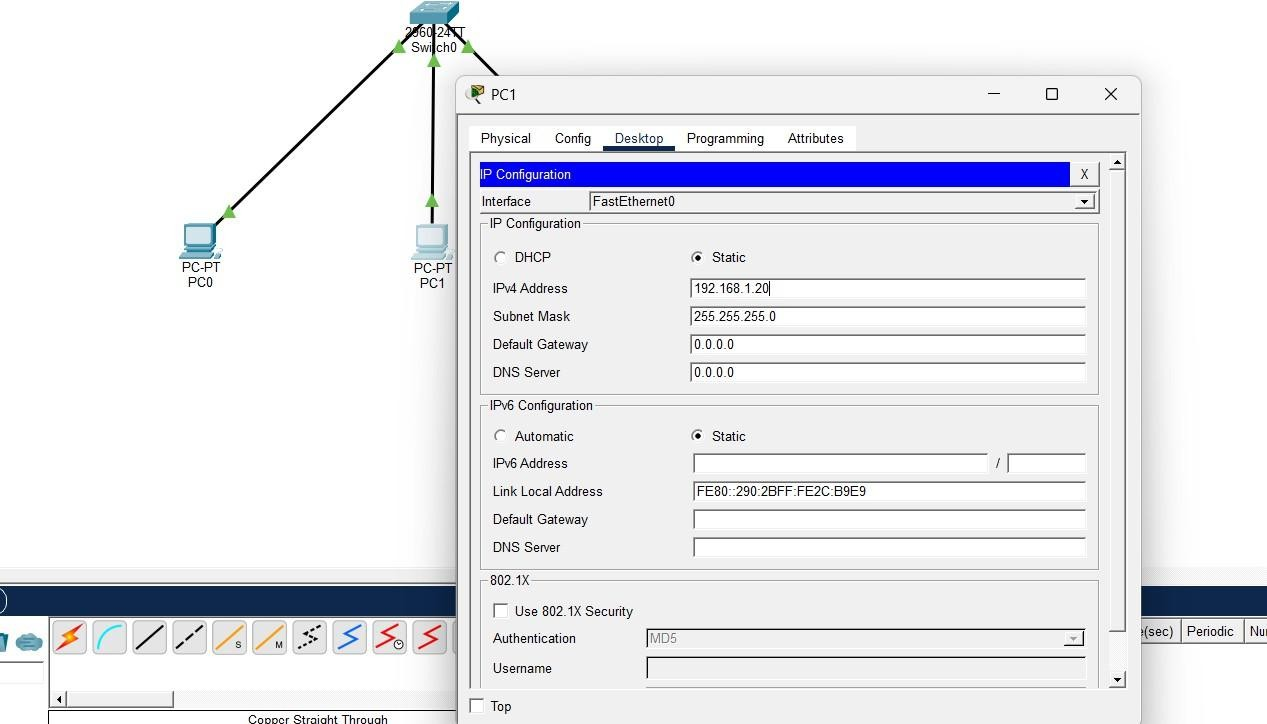 2960-24TT
Switch0
PC-PT
PC0
PC-PT
PC1
PC1
Physical Config Desktop Programming Attributes
IP Configuration X
Interface FastEthernet0
IP Configuration
DHCP Static
IPv4 Address 192.168.1.20
Subnet Mask 255.255.255.0
Default Gateway 0.0.0.0
DNS Server 0.0.0.0
IPv6 Configuration
Automatic Static
IPv6 Address /
Link Local Address FE80::290:2BFF:FE2C:B9E9
Default Gateway
DNS Server
802.1X
Use 802.1X Security
Authentication MD5
Username
Top
S M
e(sec) Periodic Nu
Copper Straight Through